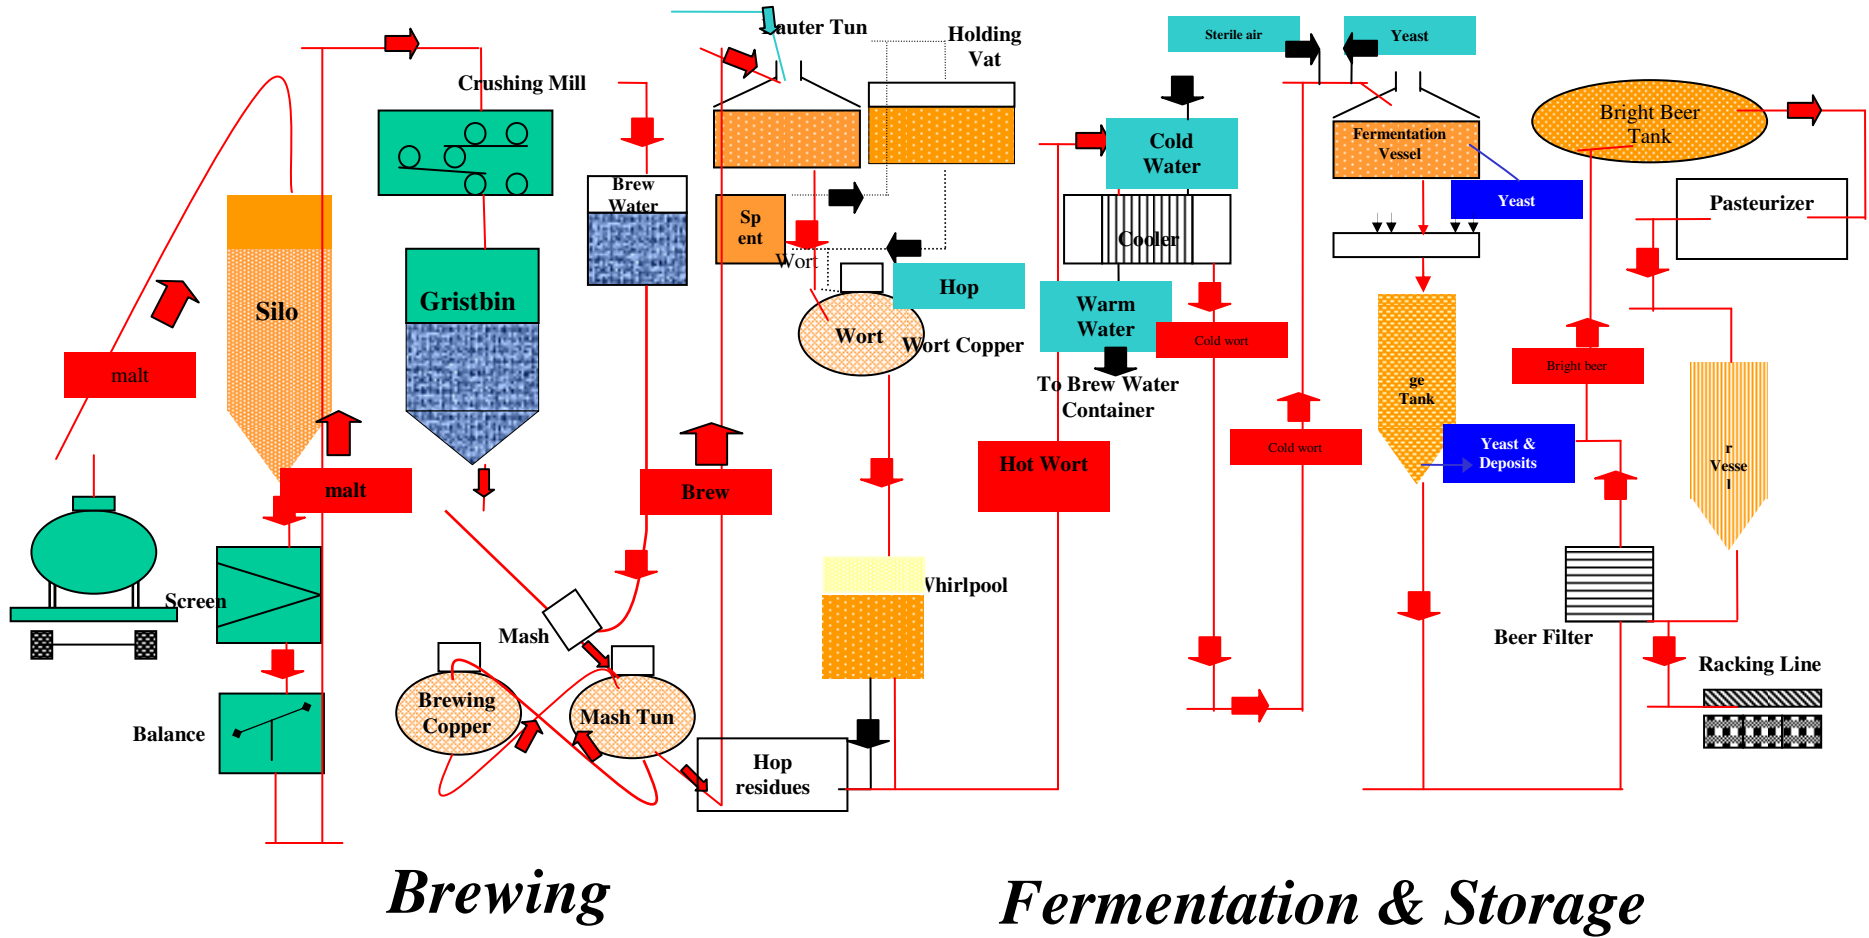 Lauter Tun
Holding
Vat
Crushing Mill
Brew
Water
Sp
ent
Wort
Hop
Silo
Gristbin
Wort
Wort Copper
malt
malt
Brew
Screen
Mash
Whirlpool
Brewing
Copper
Mash Tun
Balance
Hop
residues
Sterile air
Yeast
Cold
Water
Fermentation
Vessel
Bright Beer
Tank
Yeast
Pasteurizer
Cooler
Warm
Water
Cold wort
To Brew Water
Container
ge
Tank
Bright beer
Cold wort
Hot Wort
Yeast &
Deposits
r
Vesse
l
Beer Filter
Racking Line
Brewing
Fermentation & Storage